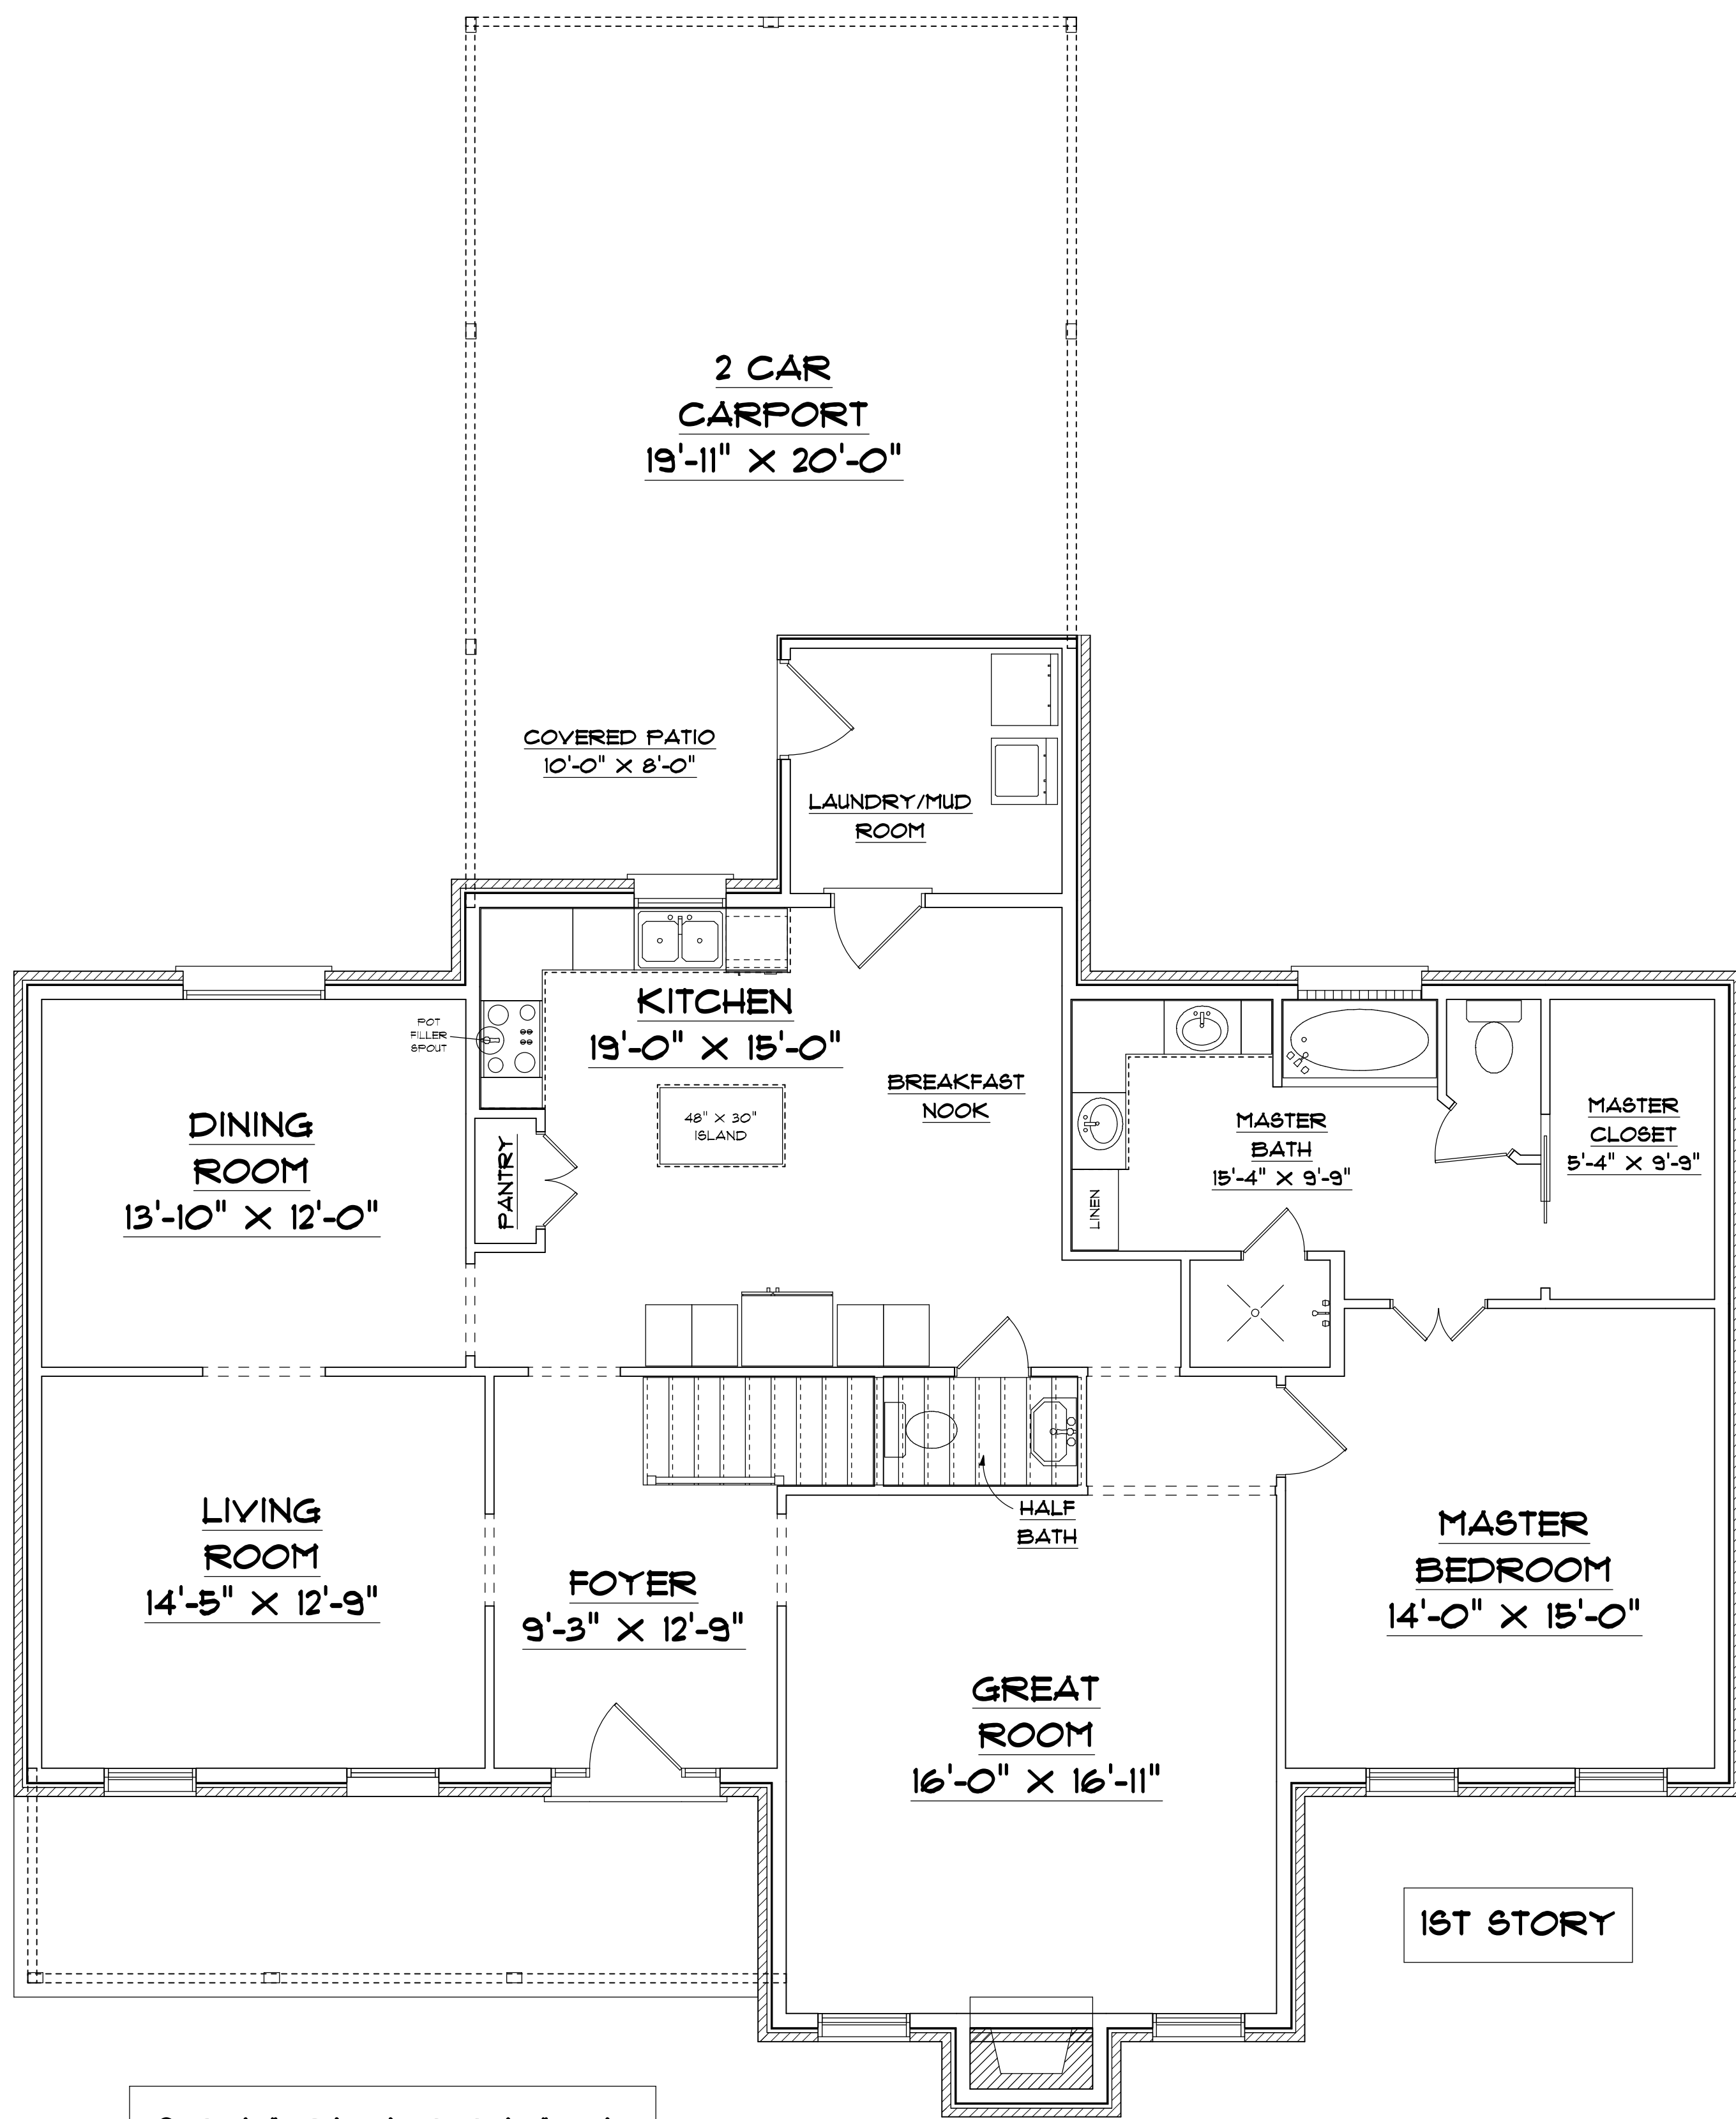 2 CAR
CARPORT
19'-11" X 20'-0"
COVERED PATIO
10'-0" X 8'-0"
LAUNDRY/MUD
ROOM
KITCHEN
19'-0" X 15'-0"
POT
FILLER
SPOUT
BREAKFAST
NOOK
48" X 30"
ISLAND
PANTRY
DINING
ROOM
13'-10" X 12'-0"
MASTER
BATH
15'-4" X 9'-9"
LINEN
MASTER
CLOSET
5'-4" X 9'-9"
LIVING
ROOM
14'-5" X 12'-9"
FOYER
9'-3" X 12'-9"
HALF
BATH
GREAT
ROOM
16'-0" X 16'-11"
MASTER
BEDROOM
14'-0" X 15'-0"
1ST STORY